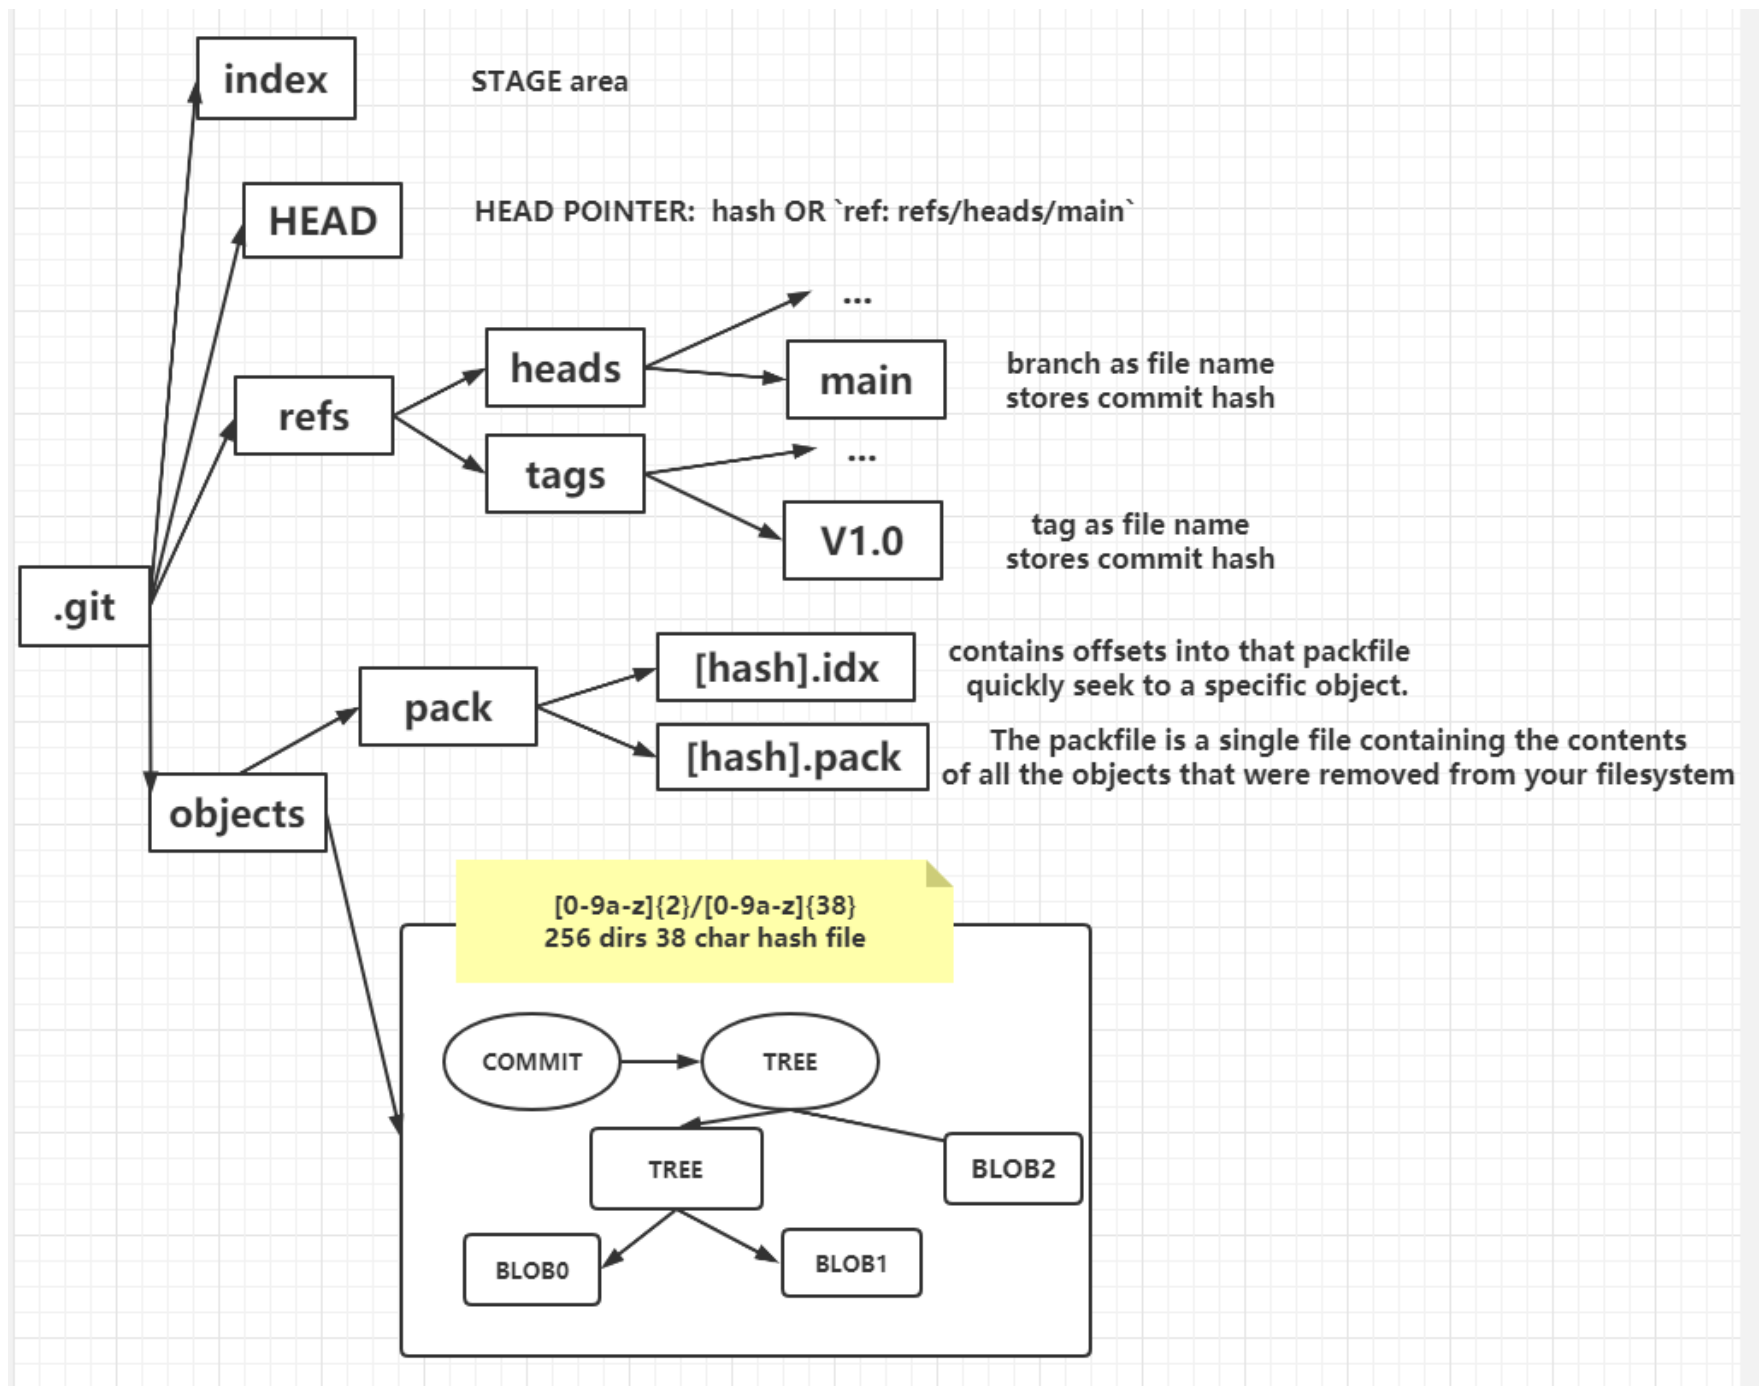 index
STAGE area
HEAD
HEAD POINTER:  hash OR `ref: refs/heads/main`
...
heads
main
branch as file name
stores commit hash
refs
tags
...
V1.0
tag as file name
stores commit hash
.git
pack
[hash].idx
contains offsets into that packfile
quickly seek to a specific object.
[hash].pack
The packfile is a single file containing the contents
of all the objects that were removed from your filesystem
objects
[0-9a-z]{2}/[0-9a-z]{38}
256 dirs 38 char hash file
COMMIT
TREE
TREE
BLOB2
BLOB0
BLOB1